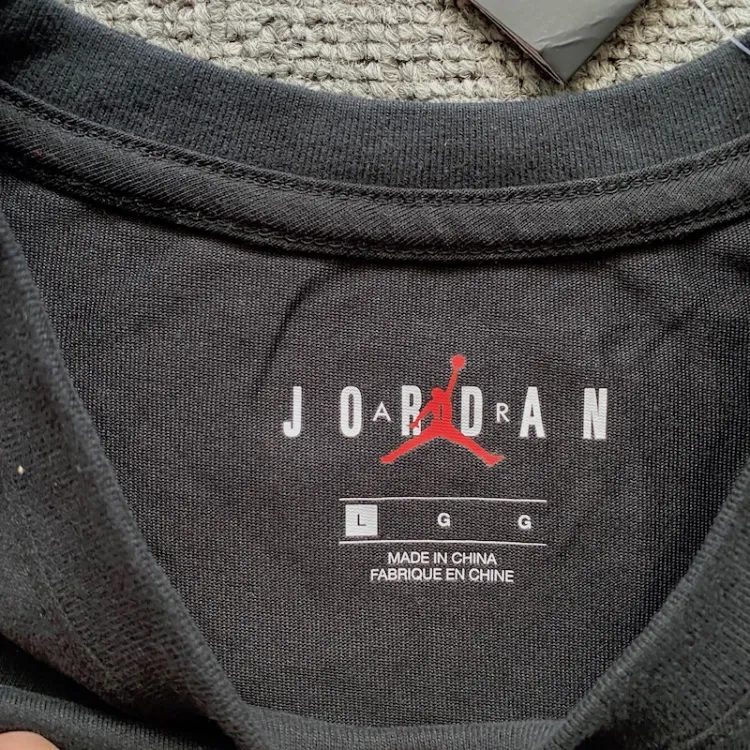 JORDAN
AIR
L G G
MADE IN CHINA
FABRIQUE EN CHINE